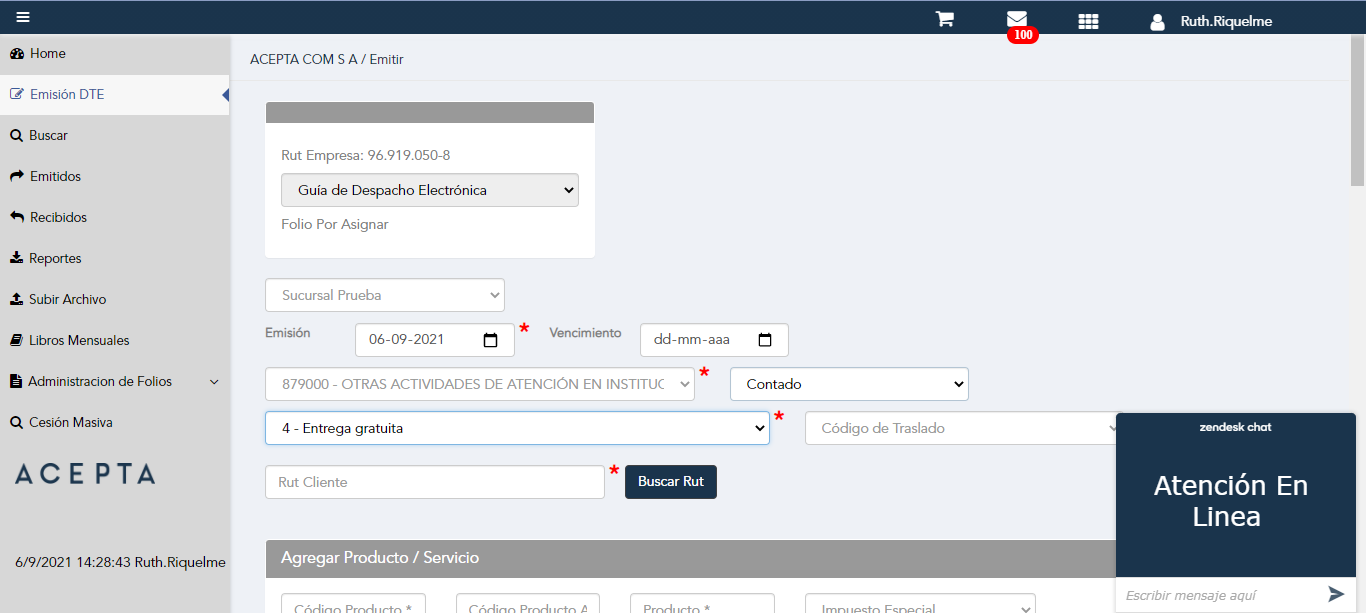 100
Ruth.Riquelme
Home
Emisión DTE
Buscar
Emitidos
Recibidos
Reportes
Subir Archivo
Libros Mensuales
Administracion de Folios
Cesión Masiva
ACEPTA
6/9/2021 14:28:43 Ruth.Riquelme
ACEPTA COM S A / Emitir
Rut Empresa: 96.919.050-8
Guía de Despacho Electrónica
Folio Por Asignar
Sucursal Prueba
Emisión 06-09-2021 * Vencimiento dd-mm-aaa
879000 - OTRAS ACTIVIDADES DE ATENCIÓN EN INSTITUC * Contado
4 - Entrega gratuita * Código de Traslado
Rut Cliente * Buscar Rut
Agregar Producto / Servicio
Código Producto * Código Producto A Producto * Impuesto Especial
zendesk chat
Atención En
Linea
Escribir mensaje aquí